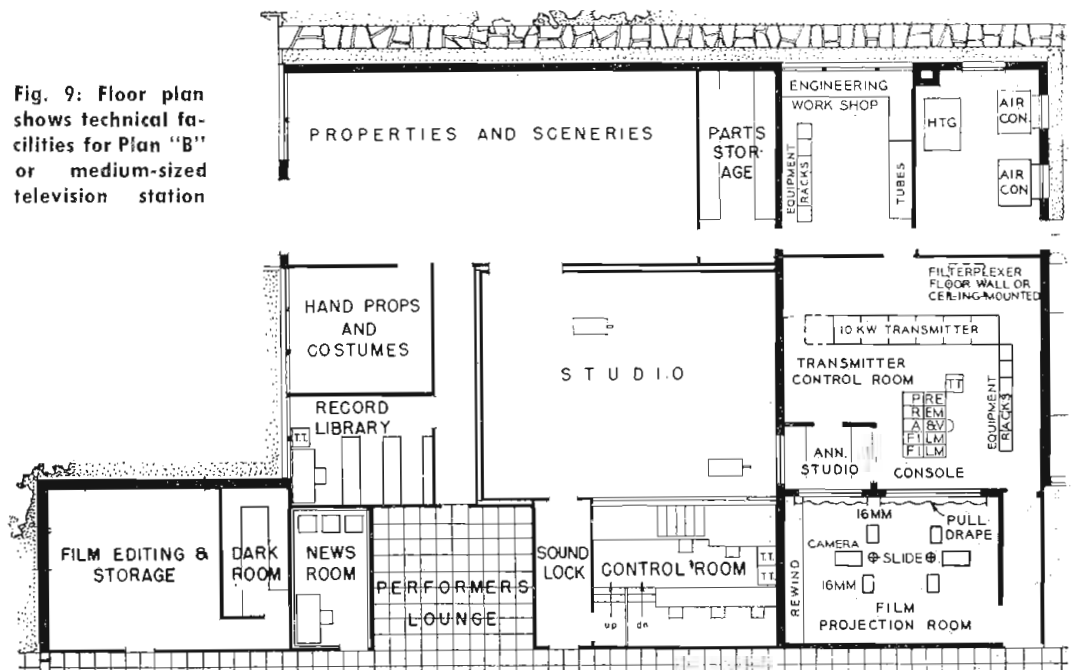 Fig. 9: Floor plan
shows technical fa-
cilities for Plan "B"
or medium-sized
television station
PROPERTIES AND SCENERIES
PARTS
STOR-
AGE
ENGINEERING
WORK SHOP
EQUIPMENT
RACKS
TUBES
HTG
AIR
CON.
AIR
CON
HAND PROPS
AND
COSTUMES
STUDIO
FILTERPLEXER
FLOOR WALL OR
CEILING MOUNTED
10 KW TRANSMITTER
TRANSMITTER
CONTROL ROOM
TT
PRE
REM
A&V
FILM
FILM
EQUIPMENT
RACKS
CONSOLE
RECORD
LIBRARY
T.T.
ANN.
STUDIO
FILM EDITING &
STORAGE
DARK
ROOM
NEWS
ROOM
PERFORMERS
LOUNGE
SOUND
LOCK
CONTROL ROOM
T.T.
T.T.
up
dn
16MM
PULL
DRAPE
CAMERA
SLIDE
16MM
REWIND
FILM
PROJECTION ROOM